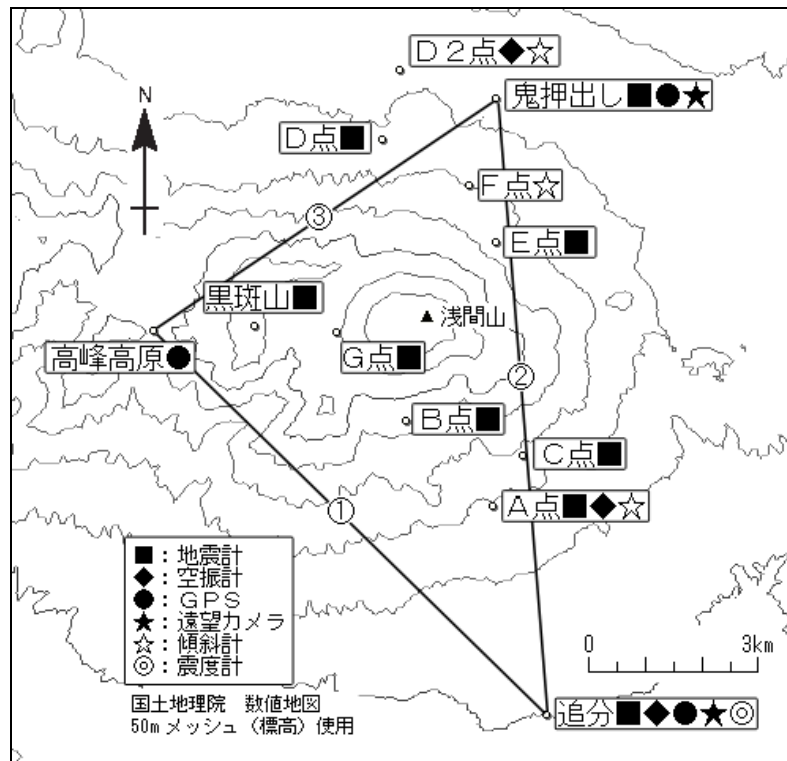 D2点◆☆
鬼押出し■●★
N
D点■
F点☆
③
E点■
黒斑山■
▲浅間山
高峰高原●
G点■
②
B点■
C点■
①
A点■◆☆
■:地震計
◆:空振計
●:GPS
★:遠望カメラ
☆:傾斜計
◎:震度計
0 3km
国土地理院 数値地図
50mメッシュ(標高)使用
追分■◆●★◎